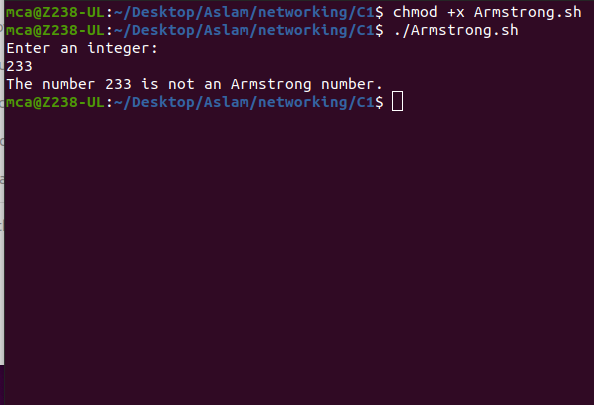 mca@Z238-UL:~/Desktop/Aslam/networking/C1$ chmod +x Armstrong.sh
mca@Z238-UL:~/Desktop/Aslam/networking/C1$ ./Armstrong.sh
Enter an integer:
233
The number 233 is not an Armstrong number.
mca@Z238-UL:~/Desktop/Aslam/networking/C1$